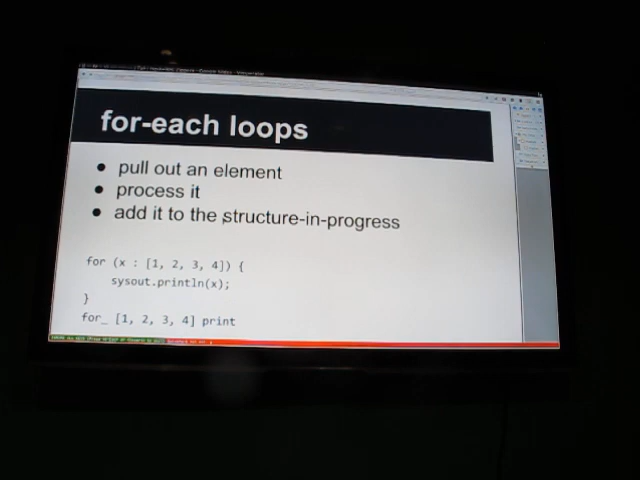 for-each loops
● pull out an element
● process it
● add it to the structure-in-progress
for (x : [1, 2, 3, 4]) {
sysout.println(x);
}
for_ [1, 2, 3, 4] print